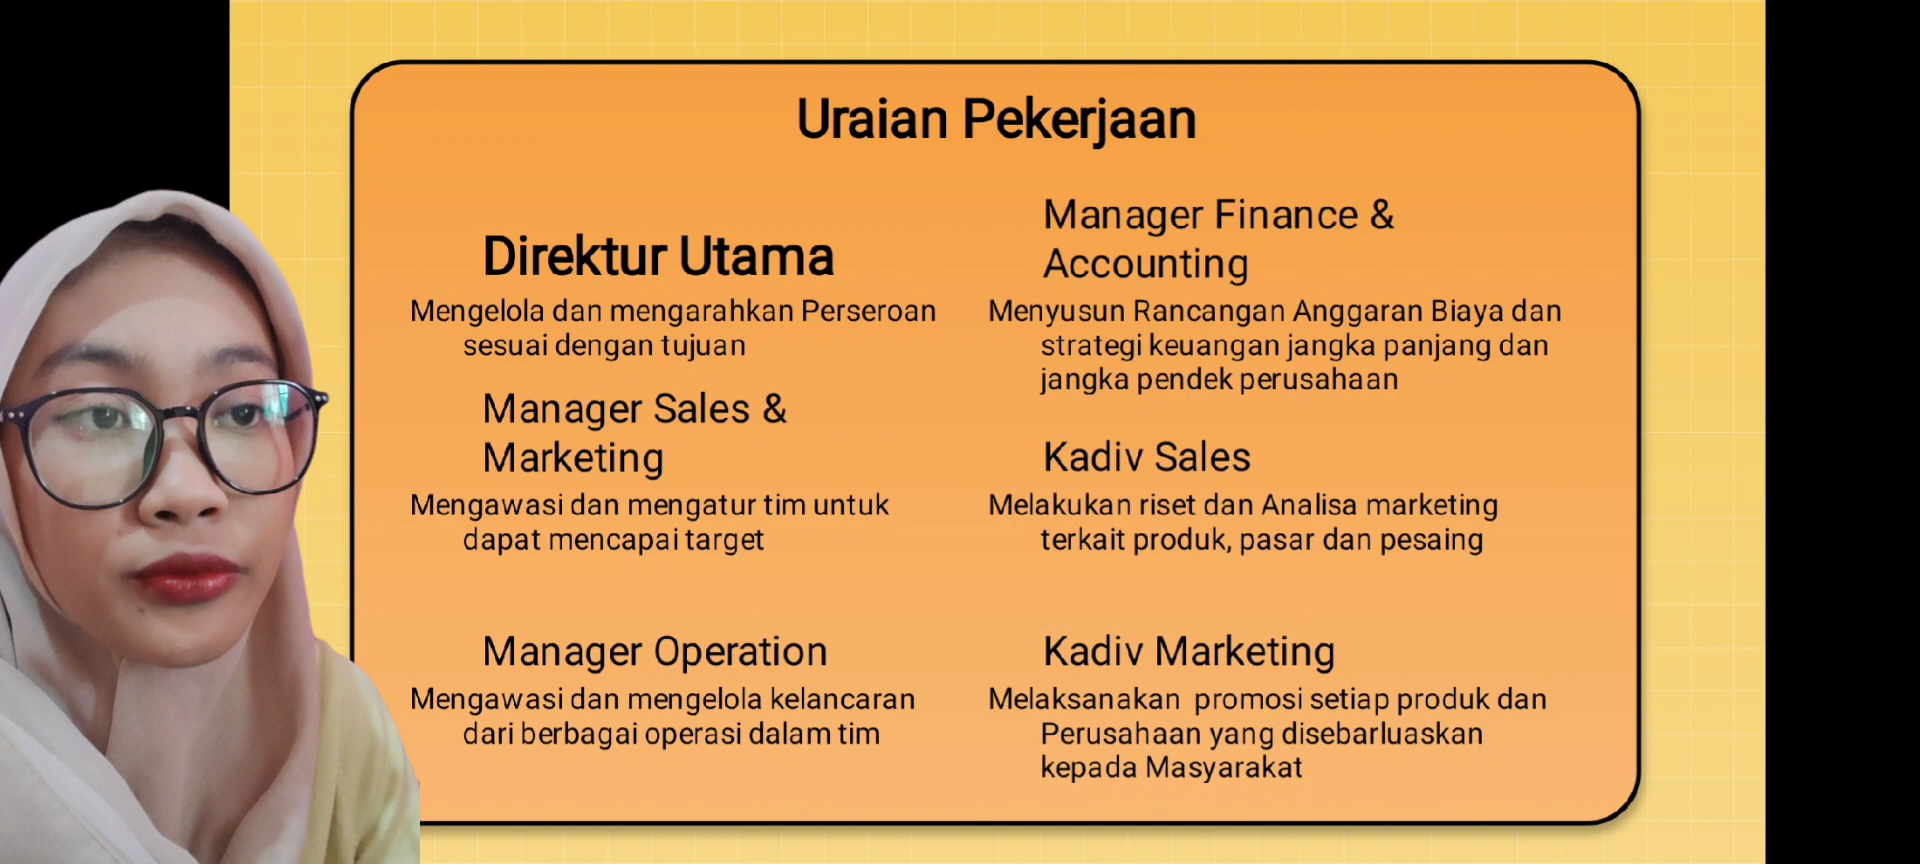 Uraian Pekerjaan
Direktur Utama
Mengelola dan mengarahkan Perseroan
sesuai dengan tujuan
Manager Sales &
Marketing
Mengawasi dan mengatur tim untuk
dapat mencapai target
Manager Operation
Mengawasi dan mengelola kelancaran
dari berbagai operasi dalam tim
Manager Finance &
Accounting
Menyusun Rancangan Anggaran Biaya dan
strategi keuangan jangka panjang dan
jangka pendek perusahaan
Kadiv Sales
Melakukan riset dan Analisa marketing
terkait produk, pasar dan pesaing
Kadiv Marketing
Melaksanakan  promosi setiap produk dan
Perusahaan yang disebarluaskan
kepada Masyarakat